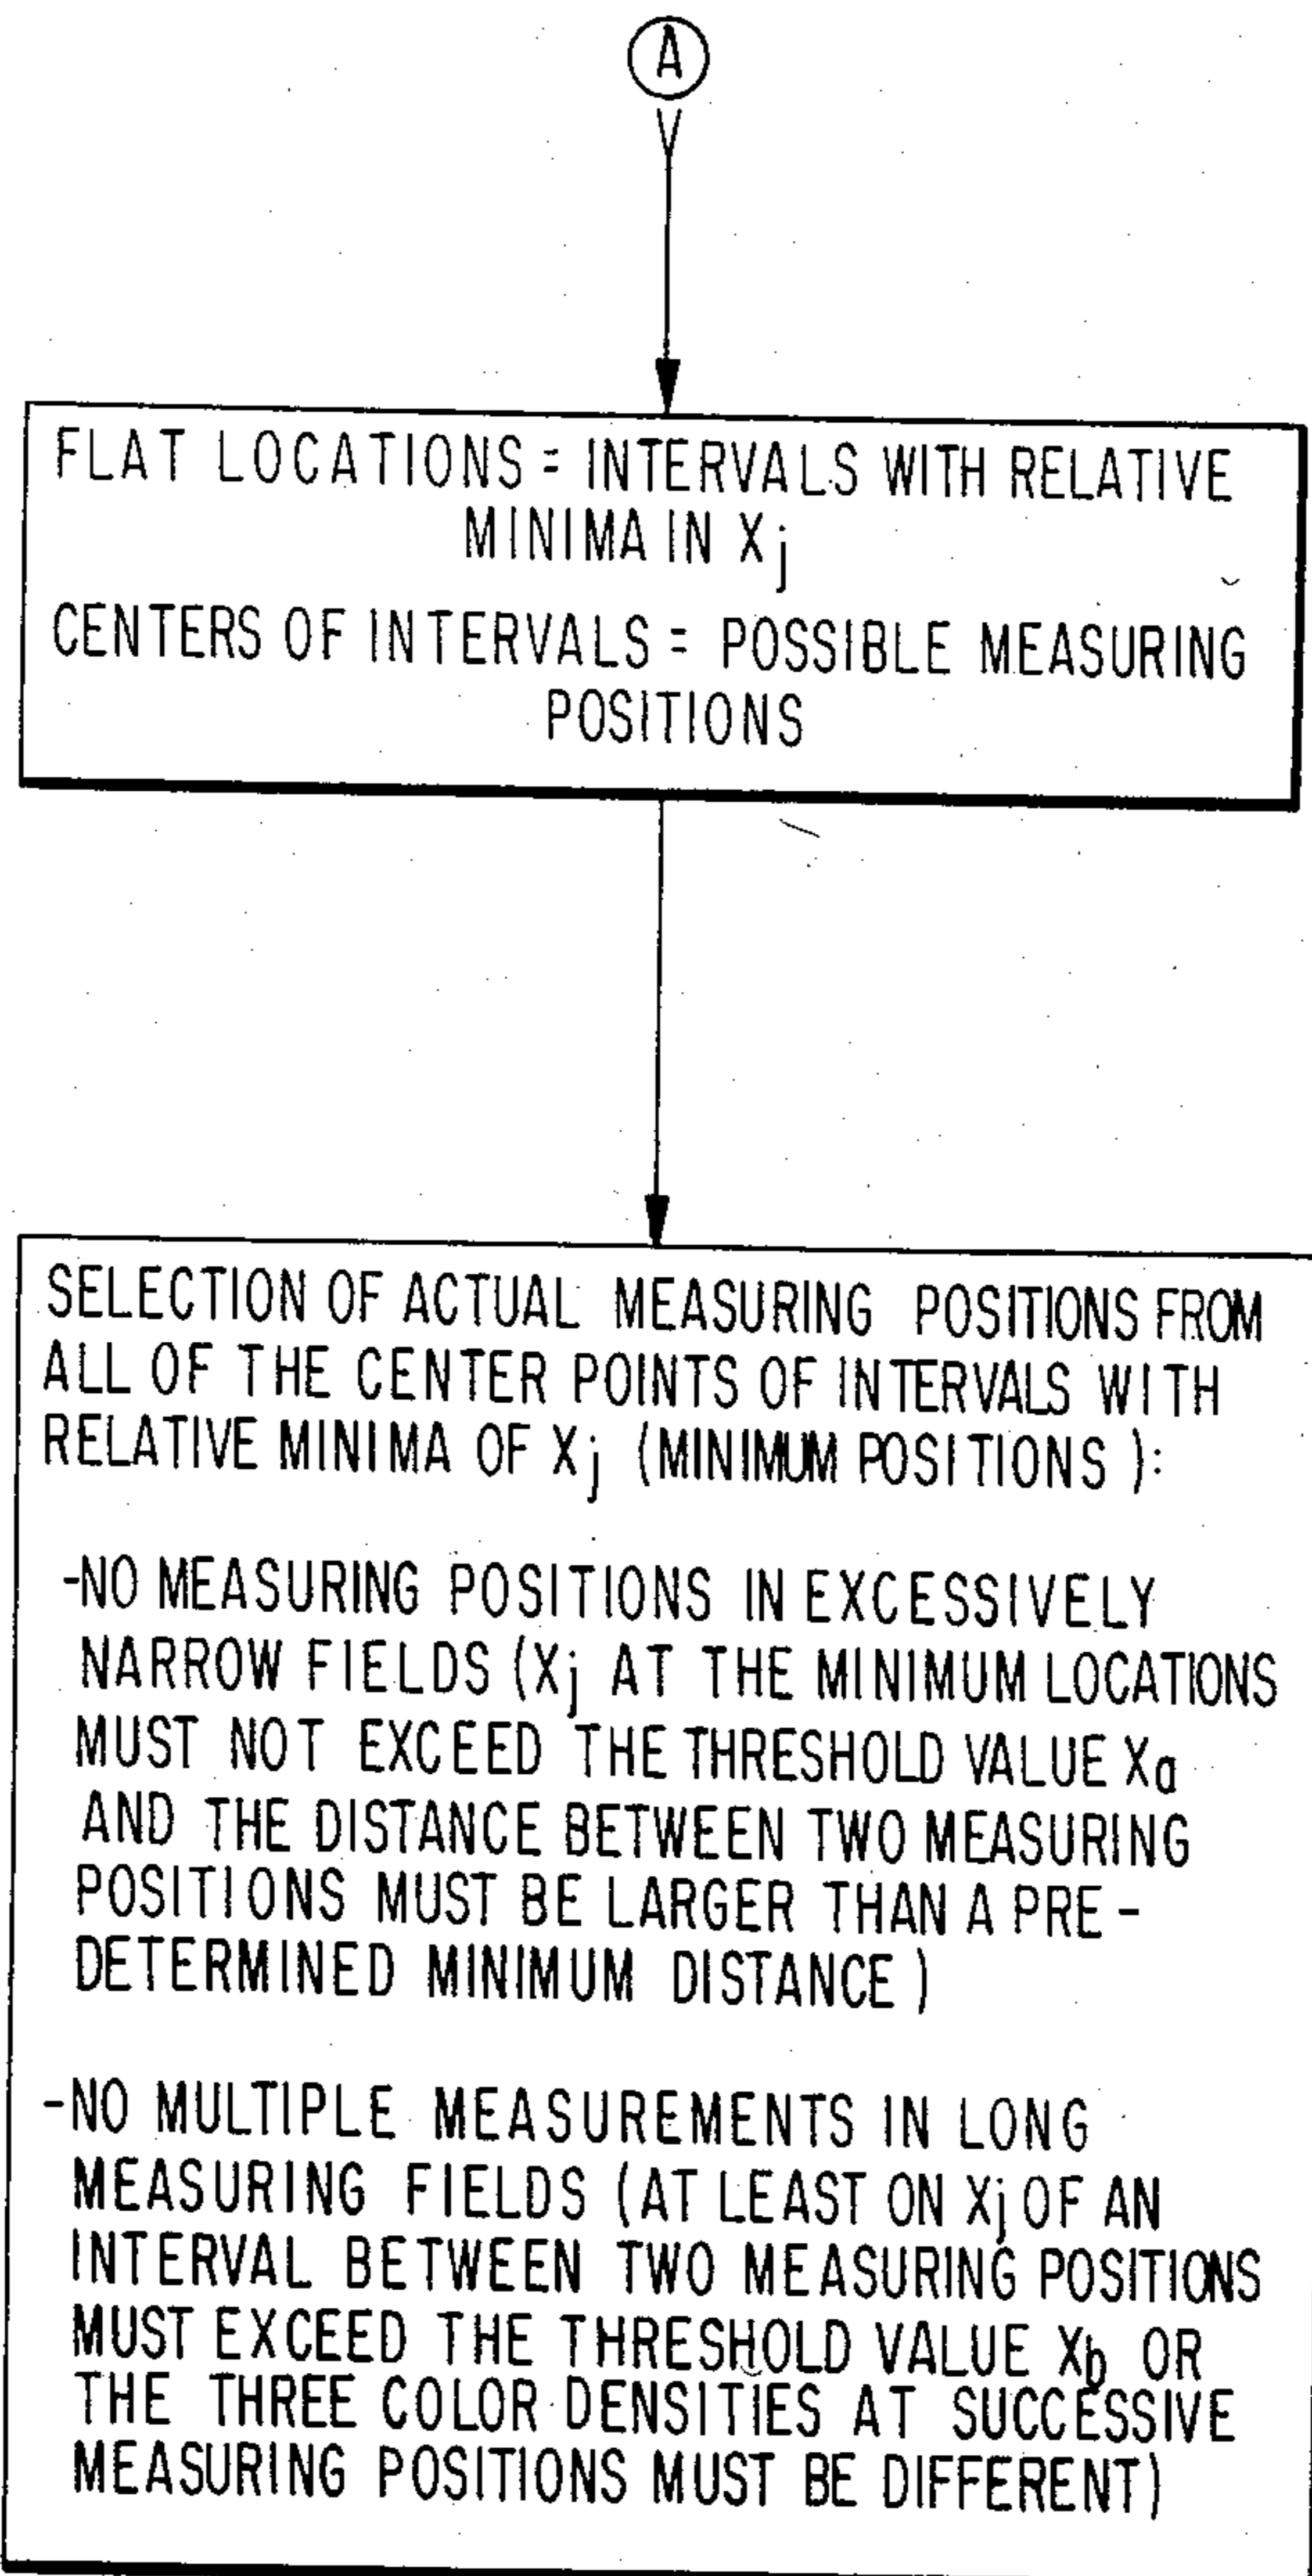 A
FLAT LOCATIONS = INTERVALS WITH RELATIVE
MINIMA IN Xj
CENTERS OF INTERVALS = POSSIBLE MEASURING
POSITIONS
SELECTION OF ACTUAL MEASURING POSITIONS FROM
ALL OF THE CENTER POINTS OF INTERVALS WITH
RELATIVE MINIMA OF Xj (MINIMUM POSITIONS ):
-NO MEASURING POSITIONS IN EXCESSIVELY
NARROW FIELDS (Xj AT THE MINIMUM LOCATIONS
MUST NOT EXCEED THE THRESHOLD VALUE Xa
AND THE DISTANCE BETWEEN TWO MEASURING
POSITIONS MUST BE LARGER THAN A PRE-
DETERMINED MINIMUM DISTANCE )
-NO MULTIPLE MEASUREMENTS IN LONG
MEASURING FIELDS (AT LEAST ON Xj OF AN
INTERVAL BETWEEN TWO MEASURING POSITIONS
MUST EXCEED THE THRESHOLD VALUE Xb OR
THE THREE COLOR DENSITIES AT SUCCESSIVE
MEASURING POSITIONS MUST BE DIFFERENT)